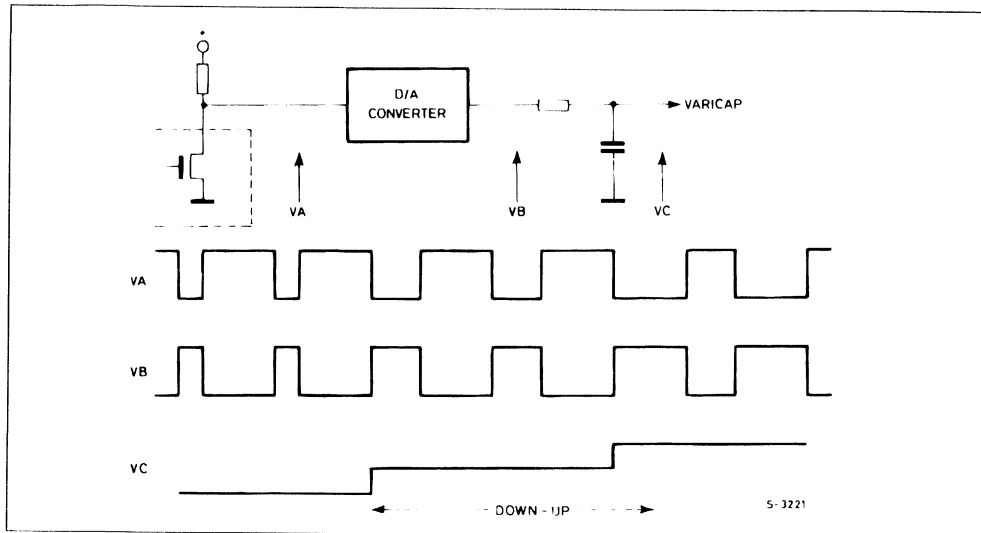 D/A
CONVERTER
VARICAP
VA
VB
VC
VA
VB
VC
DOWN-UP
S-3221